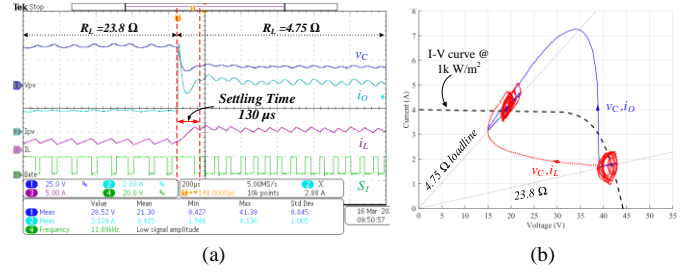 Tek Stop
R_L =23.8 Ω
R_L =4.75 Ω
v_C
i_O
Vpv
Settling Time
130 μs
Ipv
IL
i_L
Gate
S_1
1 25.0 V
2 2.00 A
3 5.00 A
4 20.0 V
200μs
5.00MS/s
10k points
2 X
2.88 A
Value Mean Min Max Std Dev
1 Mean 28.52 V 21.30 9.427 41.39 8.845
2 Mean 3.129 A 3.425 1.546 4.136 1.005
4 Frequency 11.09kHz Low signal amplitude
16 Mar 20
09:50:57
(a)
Current (A)
8
7
6
5
4
3
2
1
0
I-V curve @
1k W/m²
v_C,i_O
v_C,i_L
4.75 Ω loadline
23.8 Ω
0 5 10 15 20 25 30 35 40 45 50 55
Voltage (V)
(b)